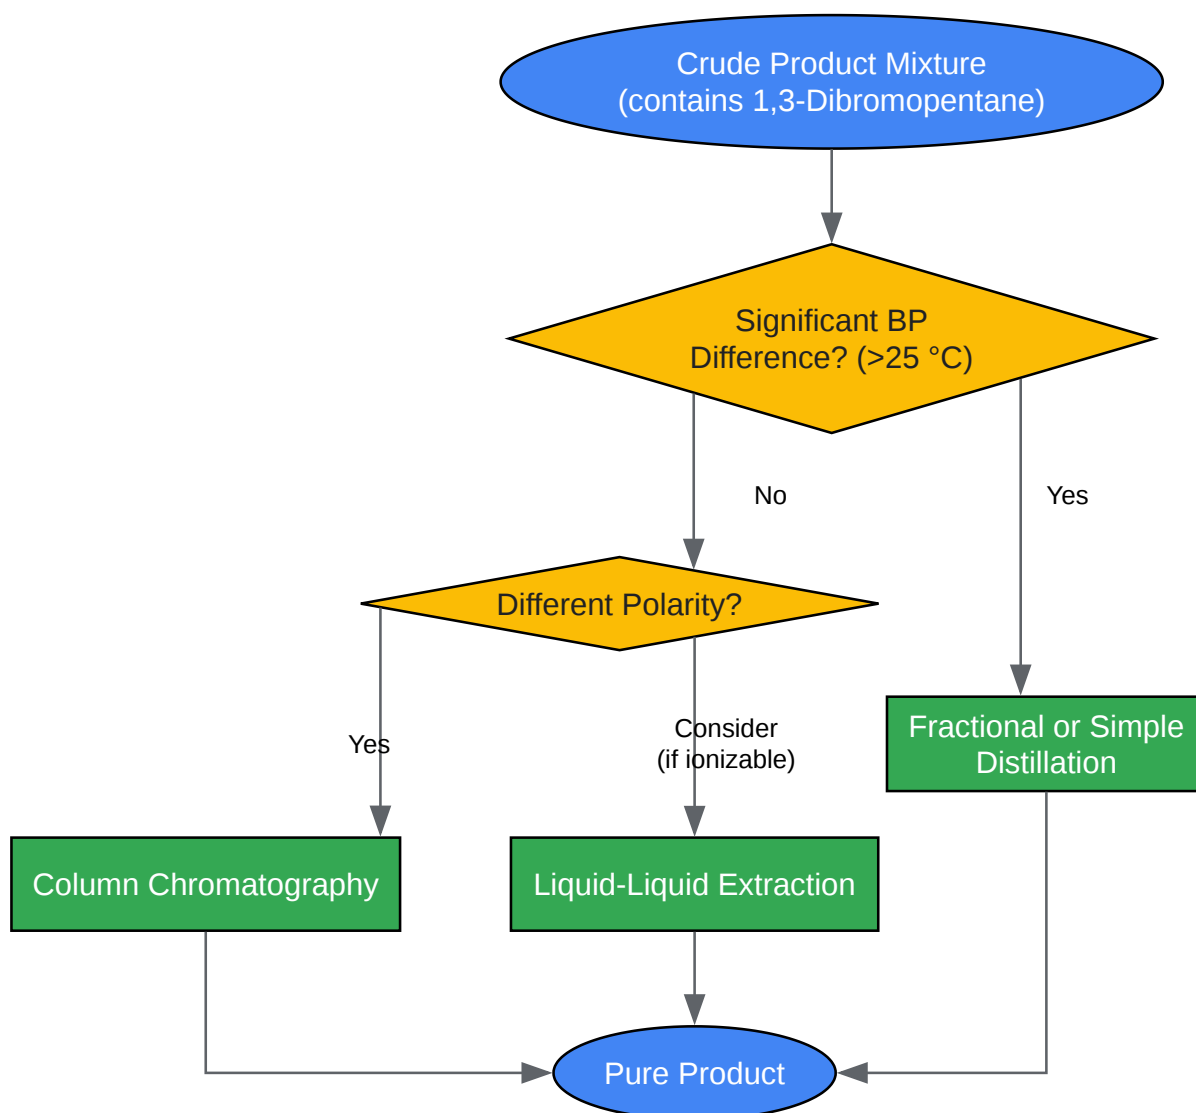 Crude Product Mixture
(contains 1,3-Dibromopentane)
Significant BP
Difference? (>25 °C)
No
Yes
Different Polarity?
Yes
Consider
(if ionizable)
Fractional or Simple
Distillation
Column Chromatography
Liquid-Liquid Extraction
Pure Product